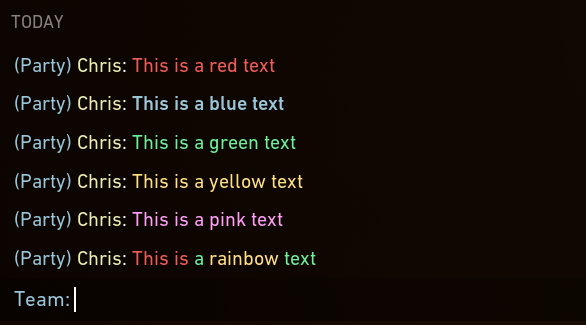 TODAY
(Party) Chris: This is a red text
(Party) Chris: This is a blue text
(Party) Chris: This is a green text
(Party) Chris: This is a yellow text
(Party) Chris: This is a pink text
(Party) Chris: This is a rainbow text
Team: